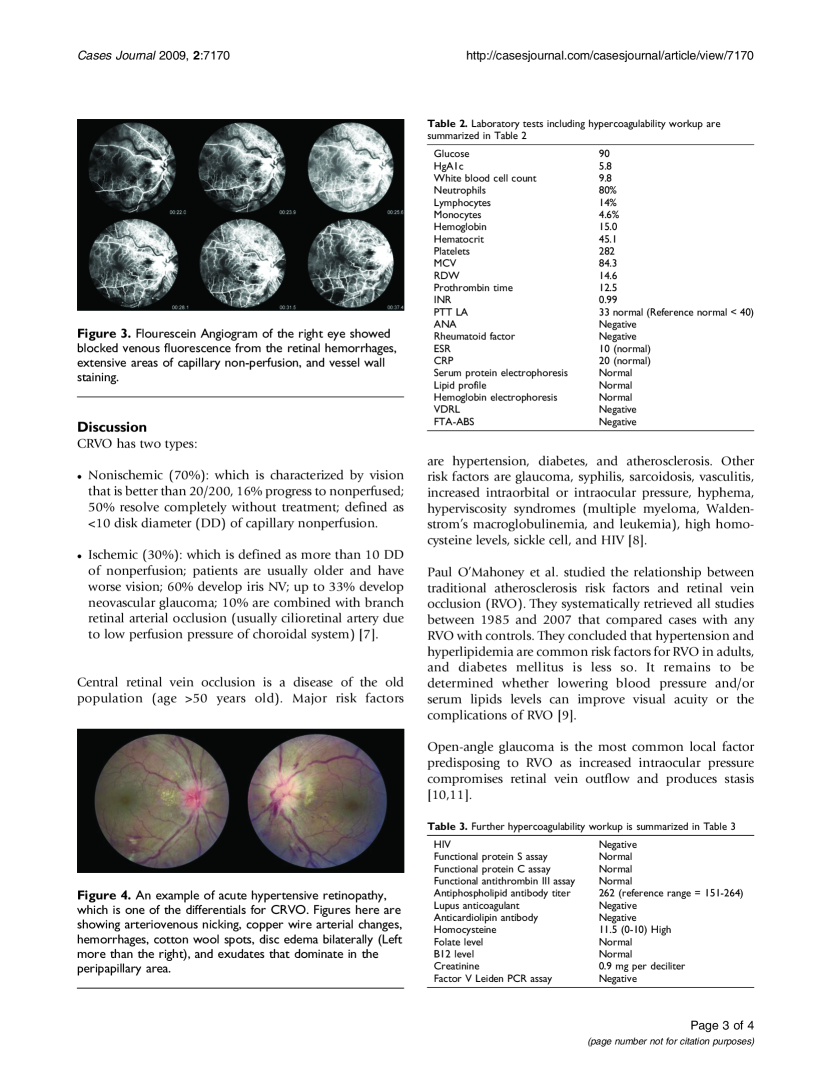 Cases Journal 2009, 2:7170
http://casesjournal.com/casesjournal/article/view/7170
00:22.0
00:23.9
00:25.8
00:28.1
00:31.5
00:37.4
Figure 3. Flourescein Angiogram of the right eye showed
blocked venous fluorescence from the retinal hemorrhages,
extensive areas of capillary non-perfusion, and vessel wall
staining.
Discussion
CRVO has two types:
• Nonischemic (70%): which is characterized by vision
that is better than 20/200, 16% progress to nonperfused;
50% resolve completely without treatment; defined as
<10 disk diameter (DD) of capillary nonperfusion.
• Ischemic (30%): which is defined as more than 10 DD
of nonperfusion; patients are usually older and have
worse vision; 60% develop iris NV; up to 33% develop
neovascular glaucoma; 10% are combined with branch
retinal arterial occlusion (usually cilioretinal artery due
to low perfusion pressure of choroidal system) [7].
Central retinal vein occlusion is a disease of the old
population (age >50 years old). Major risk factors
Figure 4. An example of acute hypertensive retinopathy,
which is one of the differentials for CRVO. Figures here are
showing arteriovenous nicking, copper wire arterial changes,
hemorrhages, cotton wool spots, disc edema bilaterally (Left
more than the right), and exudates that dominate in the
peripapillary area.
Table 2. Laboratory tests including hypercoagulability workup are
summarized in Table 2
Glucose 90
HgA1c 5.8
White blood cell count 9.8
Neutrophils 80%
Lymphocytes 14%
Monocytes 4.6%
Hemoglobin 15.0
Hematocrit 45.1
Platelets 282
MCV 84.3
RDW 14.6
Prothrombin time 12.5
INR 0.99
PTT LA 33 normal (Reference normal < 40)
ANA Negative
Rheumatoid factor Negative
ESR 10 (normal)
CRP 20 (normal)
Serum protein electrophoresis Normal
Lipid profile Normal
Hemoglobin electrophoresis Normal
VDRL Negative
FTA-ABS Negative
are hypertension, diabetes, and atherosclerosis. Other
risk factors are glaucoma, syphilis, sarcoidosis, vasculitis,
increased intraorbital or intraocular pressure, hyphema,
hyperviscosity syndromes (multiple myeloma, Walden-
strom's macroglobulinemia, and leukemia), high homo-
cysteine levels, sickle cell, and HIV [8].
Paul O'Mahoney et al. studied the relationship between
traditional atherosclerosis risk factors and retinal vein
occlusion (RVO). They systematically retrieved all studies
between 1985 and 2007 that compared cases with any
RVO with controls. They concluded that hypertension and
hyperlipidemia are common risk factors for RVO in adults,
and diabetes mellitus is less so. It remains to be
determined whether lowering blood pressure and/or
serum lipids levels can improve visual acuity or the
complications of RVO [9].
Open-angle glaucoma is the most common local factor
predisposing to RVO as increased intraocular pressure
compromises retinal vein outflow and produces stasis
[10,11].
Table 3. Further hypercoagulability workup is summarized in Table 3
HIV Negative
Functional protein S assay Normal
Functional protein C assay Normal
Functional antithrombin III assay Normal
Antiphospholipid antibody titer 262 (reference range = 151-264)
Lupus anticoagulant Negative
Anticardiolipin antibody Negative
Homocysteine 11.5 (0-10) High
Folate level Normal
B12 level Normal
Creatinine 0.9 mg per deciliter
Factor V Leiden PCR assay Negative
Page 3 of 4
(page number not for citation purposes)